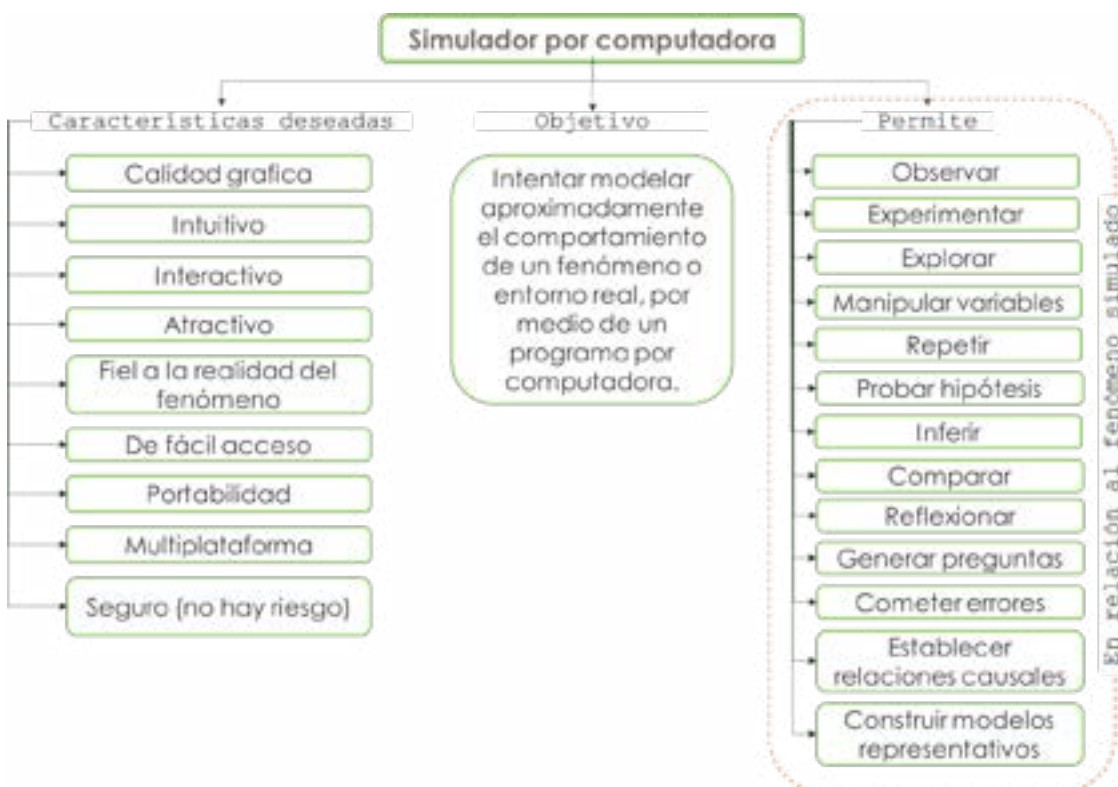 Simulador por computadora
Características deseadas
Calidad grafica
Intuitivo
Interactivo
Atractivo
Fiel a la realidad del
fenómeno
De fácil acceso
Portabilidad
Multiplataforma
Seguro (no hay riesgo)
Objetivo
Intentar modelar
aproximadamente
el comportamiento
de un fenómeno o
entorno real, por
medio de un
programa por
computadora.
Permite
Observar
Experimentar
Explorar
Manipular variables
Repetir
Probar hipótesis
Inferir
Comparar
Reflexionar
Generar preguntas
Cometer errores
Establecer
relaciones causales
Construir modelos
representativos
En relación al fenómeno simulado